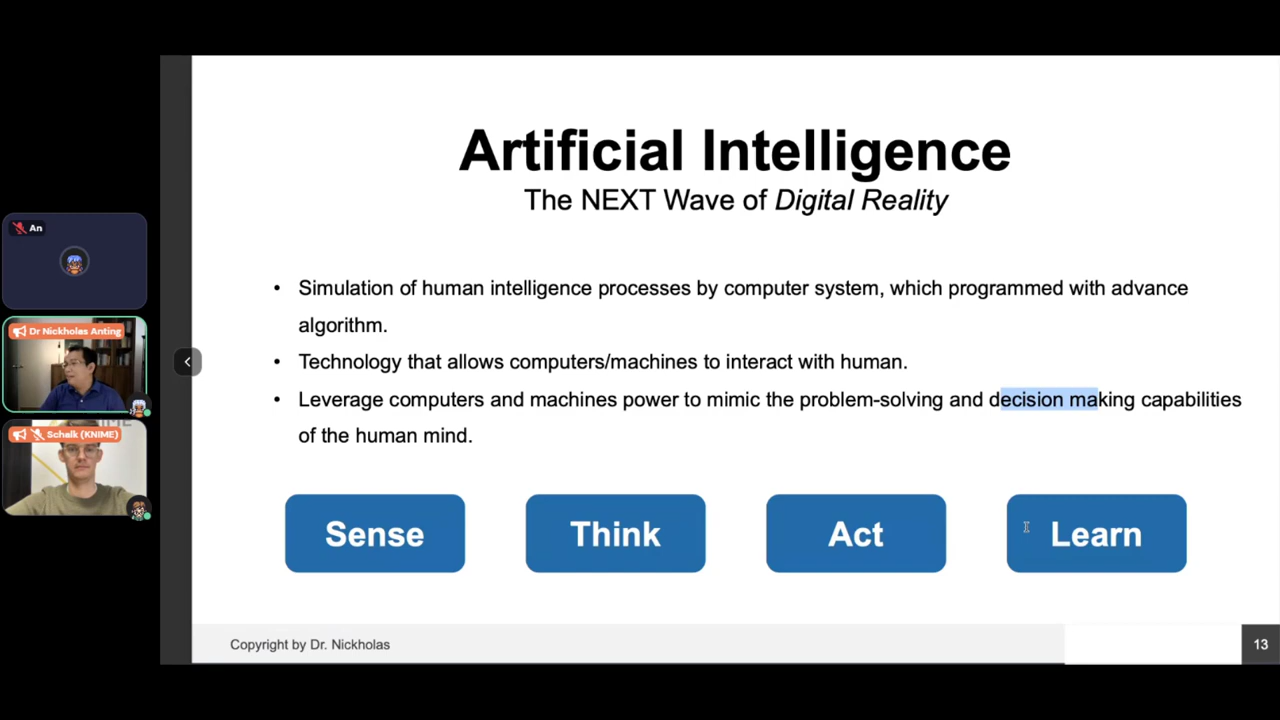 Artificial Intelligence
The NEXT Wave of Digital Reality
An
Dr Nickholas Anting
Schalk (KNIME)
• Simulation of human intelligence processes by computer system, which programmed with advance
algorithm.
• Technology that allows computers/machines to interact with human.
• Leverage computers and machines power to mimic the problem-solving and decision making capabilities
of the human mind.
Sense
Think
Act
Learn
Copyright by Dr. Nickholas
13